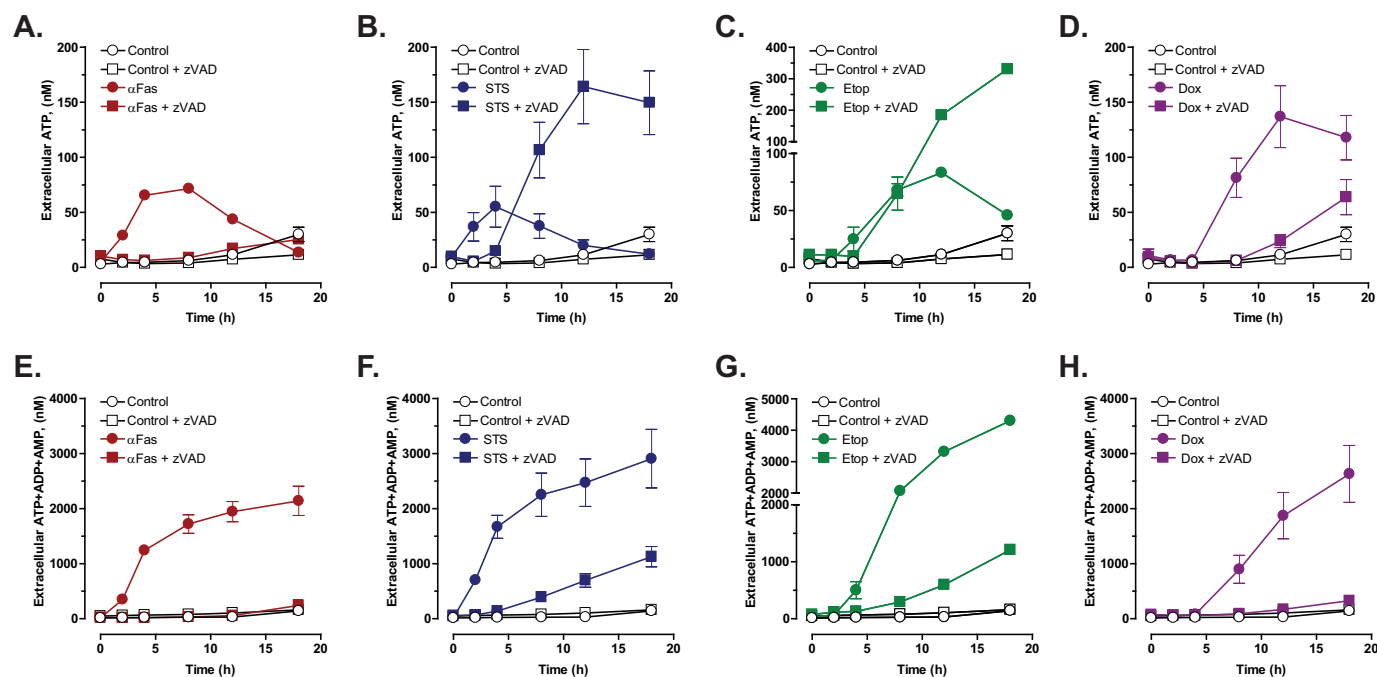 A.
Control
Control + zVAD
αFas
αFas + zVAD
Extracellular ATP, (nM)
200
150
100
50
0
0 5 10 15 20
Time (h)
B.
Control
Control + zVAD
STS
STS + zVAD
Extracellular ATP, (nM)
200
150
100
50
0
0 5 10 15 20
Time (h)
C.
Control
Control + zVAD
Etop
Etop + zVAD
Extracellular ATP, (nM)
400
300
200
100
100
50
0
0 5 10 15 20
Time (h)
D.
Control
Control + zVAD
Dox
Dox + zVAD
Extracellular ATP, (nM)
200
150
100
50
0
0 5 10 15 20
Time (h)
E.
Control
Control + zVAD
αFas
αFas + zVAD
Extracellular ATP+ADP+AMP, (nM)
4000
3000
2000
1000
0
0 5 10 15 20
Time (h)
F.
Control
Control + zVAD
STS
STS + zVAD
Extracellular ATP+ADP+AMP, (nM)
4000
3000
2000
1000
0
0 5 10 15 20
Time (h)
G.
Control
Control + zVAD
Etop
Etop + zVAD
Extracellular ATP+ADP+AMP, (nM)
5000
4000
3000
2000
2000
1000
0
0 5 10 15 20
Time (h)
H.
Control
Control + zVAD
Dox
Dox + zVAD
Extracellular ATP+ADP+AMP, (nM)
4000
3000
2000
1000
0
0 5 10 15 20
Time (h)